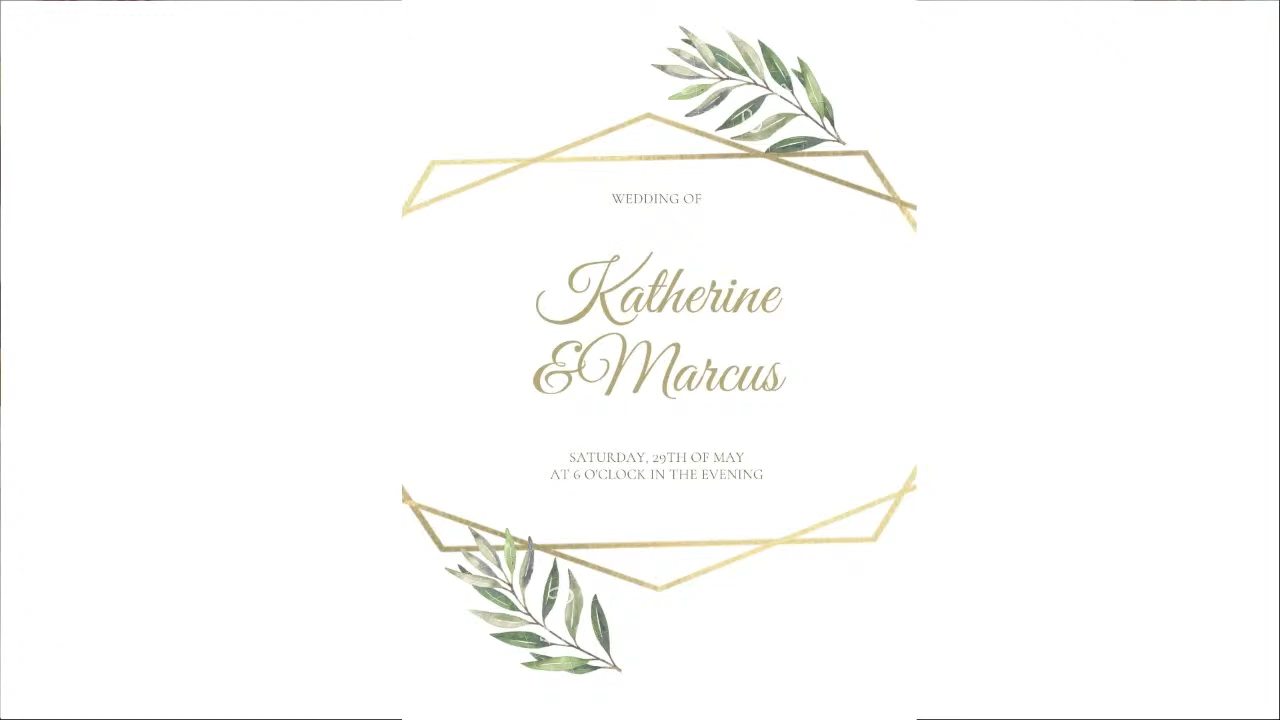 WEDDING OF
Katherine
&Marcus
SATURDAY, 29TH OF MAY
AT 6 O'CLOCK IN THE EVENING